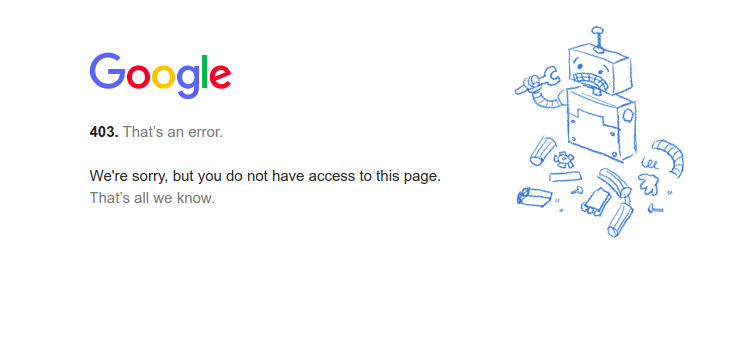 Google
403. That’s an error.
We're sorry, but you do not have access to this page.
That’s all we know.